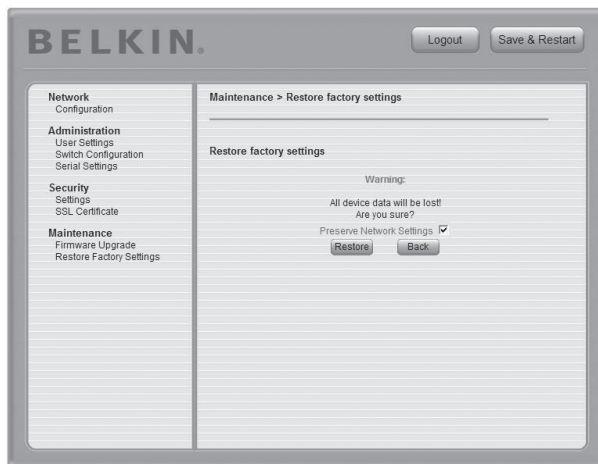 BELKIN.
Logout
Save & Restart
Network
Configuration
Administration
User Settings
Switch Configuration
Serial Settings
Security
Settings
SSL Certificate
Maintenance
Firmware Upgrade
Restore Factory Settings
Maintenance > Restore factory settings
Restore factory settings
Warning:
All device data will be lost!
Are you sure?
Preserve Network Settings
Restore
Back